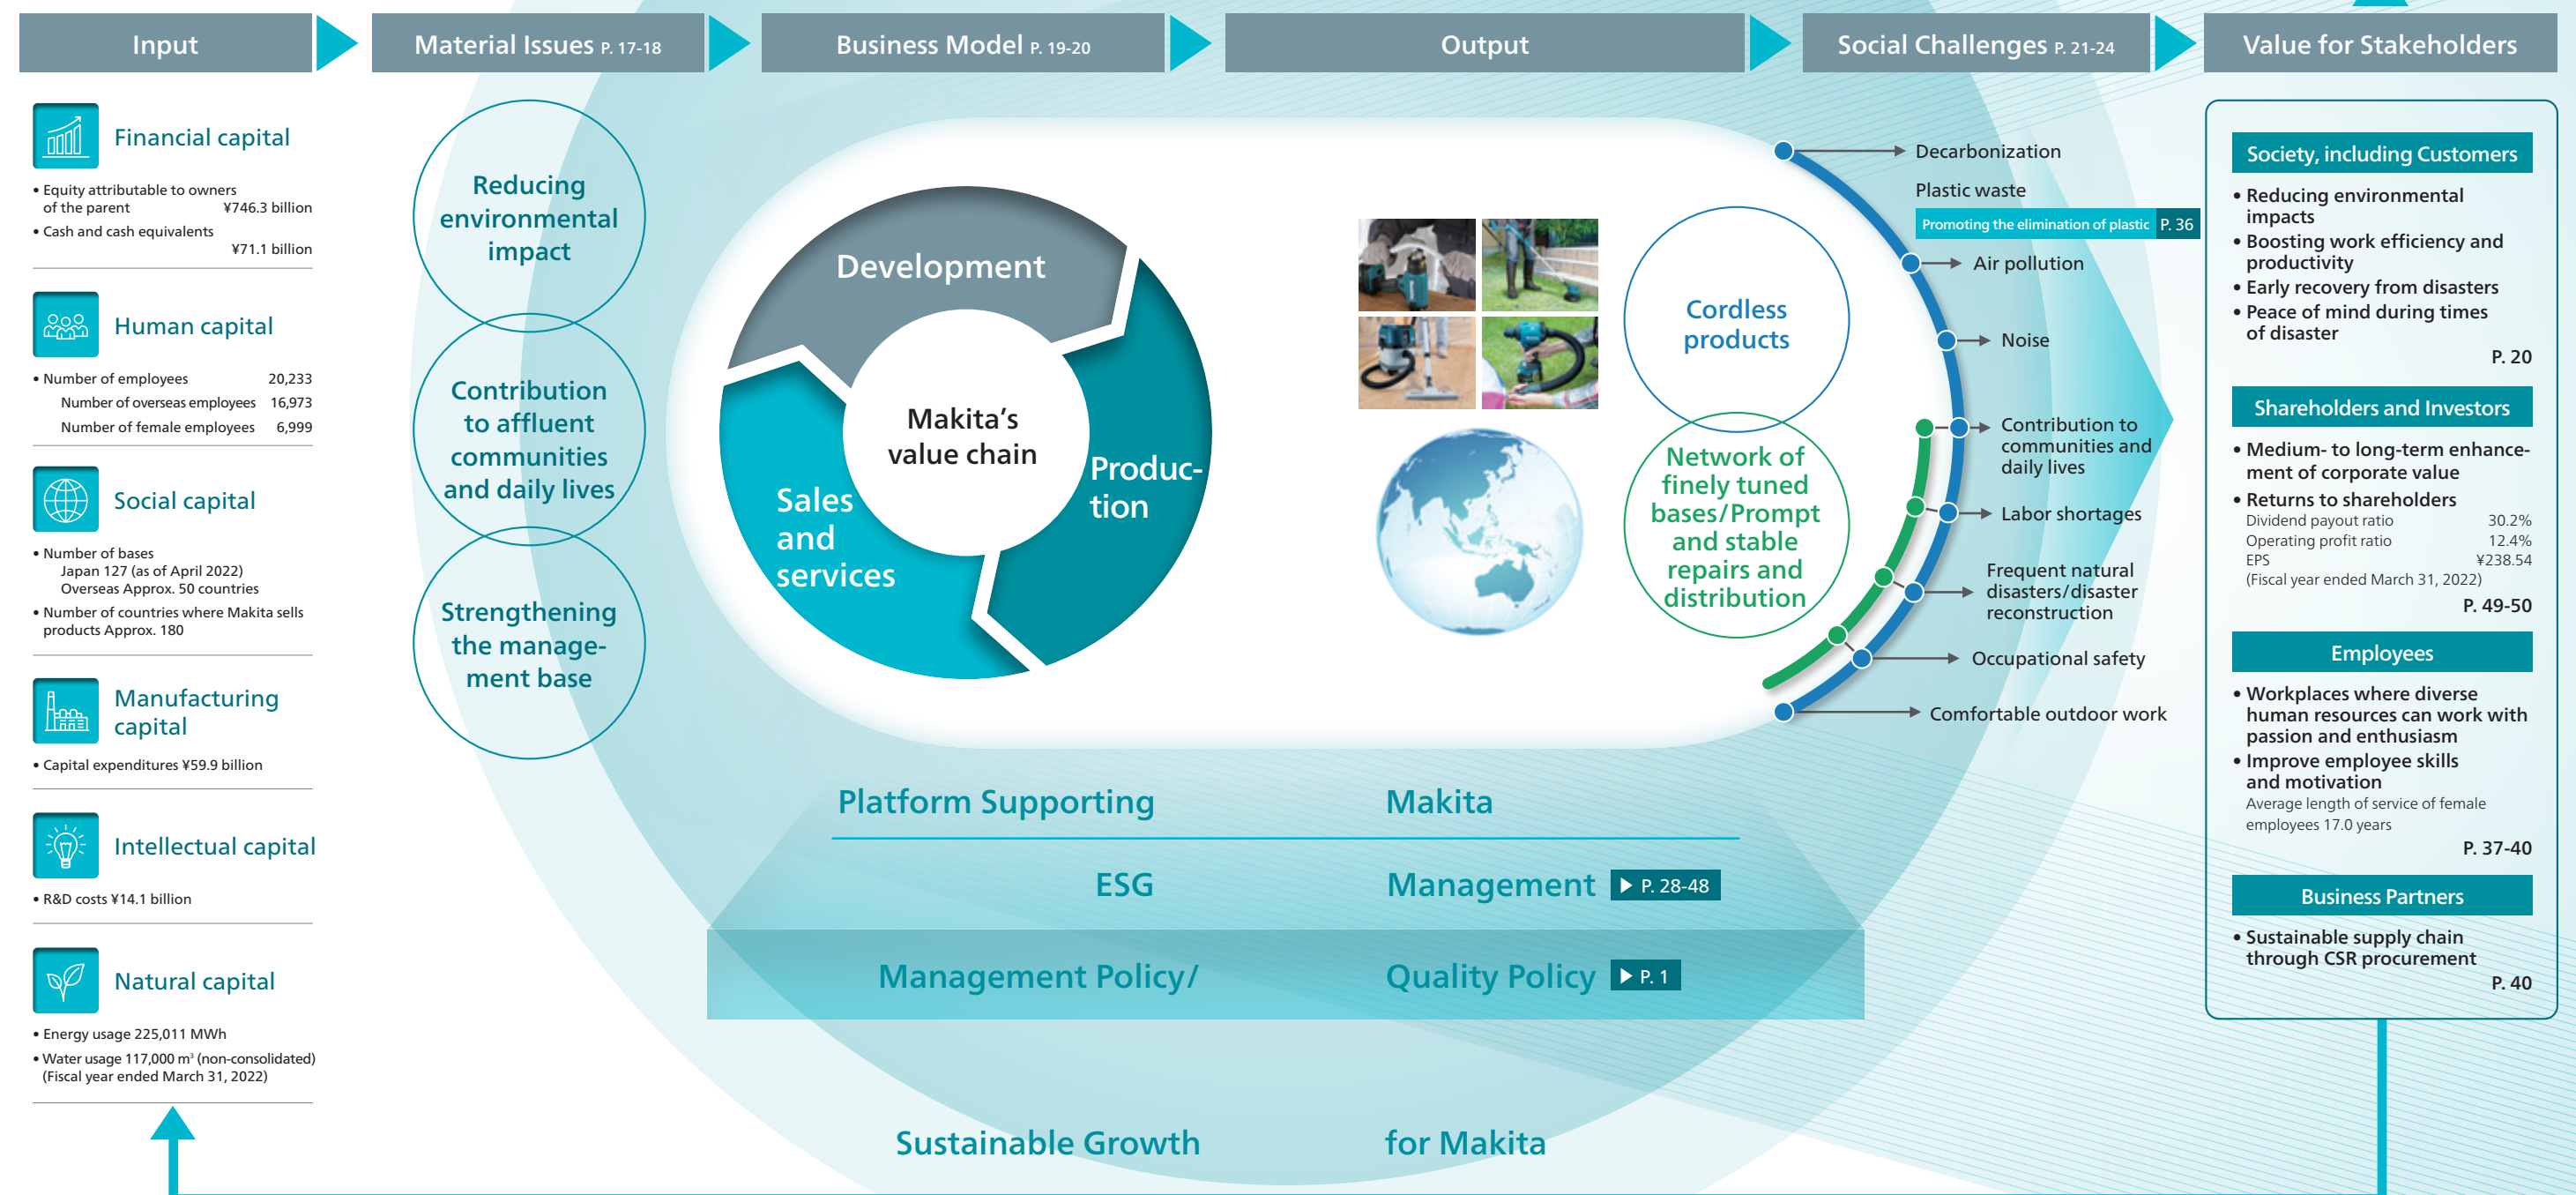 Input
Material Issues P. 17-18
Business Model P. 19-20
Output
Social Challenges P. 21-24
Value for Stakeholders
Financial capital
• Equity attributable to owners
of the parent ¥746.3 billion
• Cash and cash equivalents
¥71.1 billion
Human capital
• Number of employees 20,233
Number of overseas employees 16,973
Number of female employees 6,999
Social capital
• Number of bases
Japan 127 (as of April 2022)
Overseas Approx. 50 countries
• Number of countries where Makita sells
products Approx. 180
Manufacturing
capital
• Capital expenditures ¥59.9 billion
Intellectual capital
• R&D costs ¥14.1 billion
Natural capital
• Energy usage 225,011 MWh
• Water usage 117,000 m³ (non-consolidated)
(Fiscal year ended March 31, 2022)
Reducing
environmental
impact
Contribution
to affluent
communities
and daily lives
Strengthening
the manage-
ment base
Development
Produc-
tion
Sales
and
services
Makita's
value chain
Cordless
products
Network of
finely tuned
bases/Prompt
and stable
repairs and
distribution
Decarbonization
Plastic waste
Promoting the elimination of plastic P. 36
Air pollution
Noise
Contribution to
communities and
daily lives
Labor shortages
Frequent natural
disasters/disaster
reconstruction
Occupational safety
Comfortable outdoor work
Platform Supporting Makita
ESG Management P. 28-48
Management Policy/ Quality Policy P. 1
Sustainable Growth for Makita
Society, including Customers
• Reducing environmental
impacts
• Boosting work efficiency and
productivity
• Early recovery from disasters
• Peace of mind during times
of disaster
P. 20
Shareholders and Investors
• Medium- to long-term enhance-
ment of corporate value
• Returns to shareholders
Dividend payout ratio 30.2%
Operating profit ratio 12.4%
EPS ¥238.54
(Fiscal year ended March 31, 2022)
P. 49-50
Employees
• Workplaces where diverse
human resources can work with
passion and enthusiasm
• Improve employee skills
and motivation
Average length of service of female
employees 17.0 years
P. 37-40
Business Partners
• Sustainable supply chain
through CSR procurement
P. 40